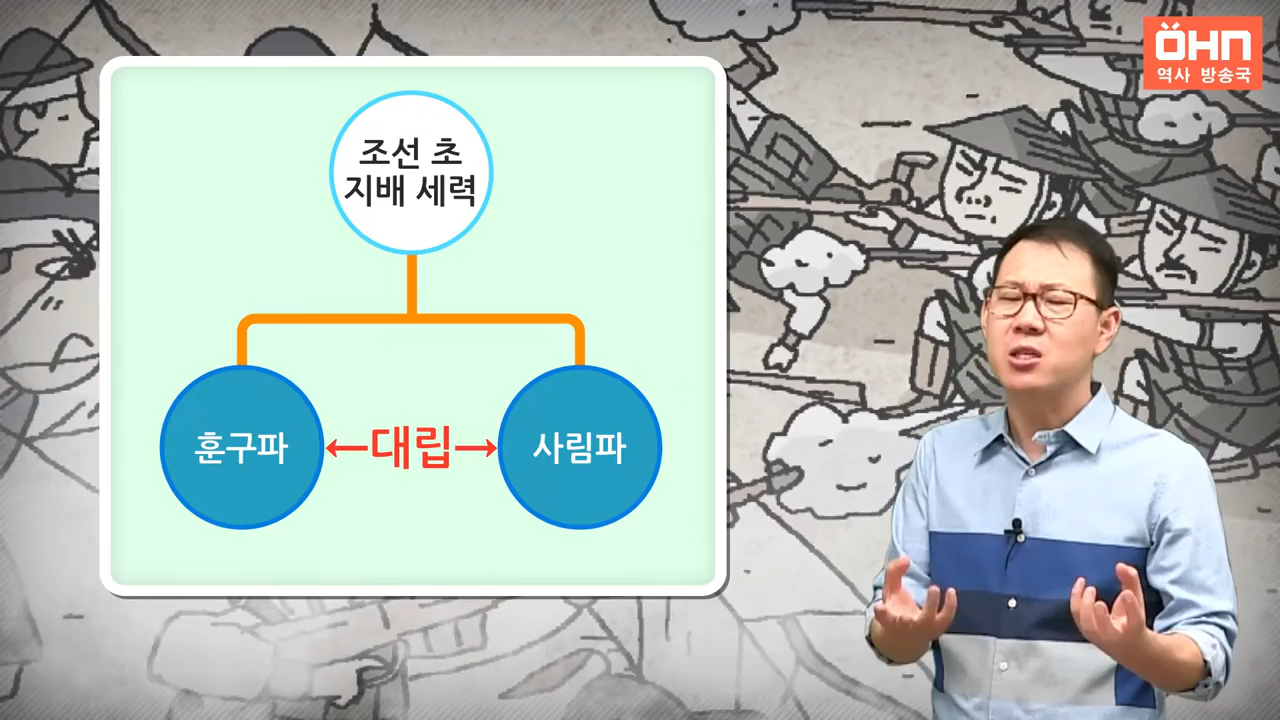 ÖHN
역사 방송국
조선 초
지배 세력
훈구파
←대립→
사림파